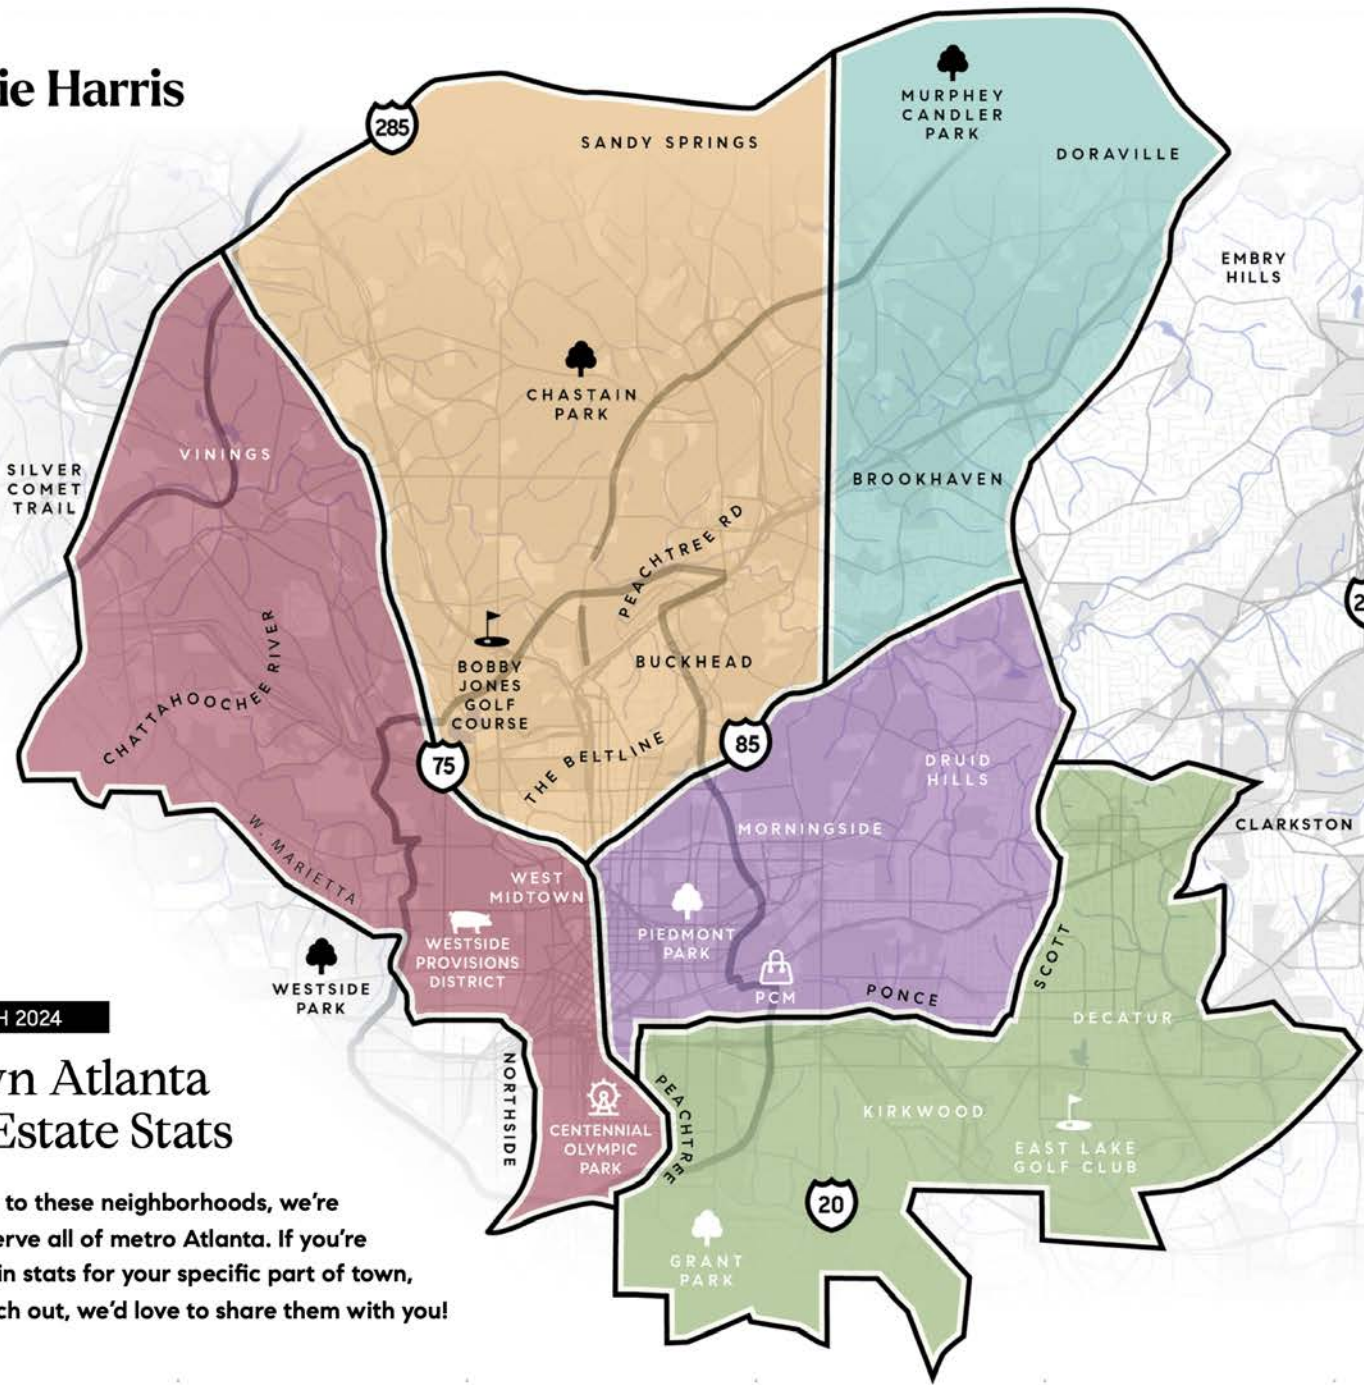 ie Harris
285
SANDY SPRINGS
MURPHEY
CANDLER
PARK
DORAVILLE
EMBRY
HILLS
CHASTAIN
PARK
VININGS
SILVER
COMET
TRAIL
BROOKHAVEN
PEACHTREE RD
CHATTAHOOCHEE RIVER
BOBBY
JONES
GOLF
COURSE
BUCKHEAD
THE BELTLINE
75
85
DRUID
HILLS
MORNINGSIDE
CLARKSTON
W. MARIETTA
WEST
MIDTOWN
WESTSIDE
PROVISIONS
DISTRICT
PIEDMONT
PARK
PCM
PONCE
SCOTT
WESTSIDE
PARK
DECATUR
H 2024
n Atlanta
Estate Stats
NORTHSIDE
CENTENNIAL
OLYMPIC
PARK
PEACHTREE
KIRKWOOD
EAST LAKE
GOLF CLUB
20
GRANT
PARK
to these neighborhoods, we're
erve all of metro Atlanta. If you're
in stats for your specific part of town,
ch out, we'd love to share them with you!